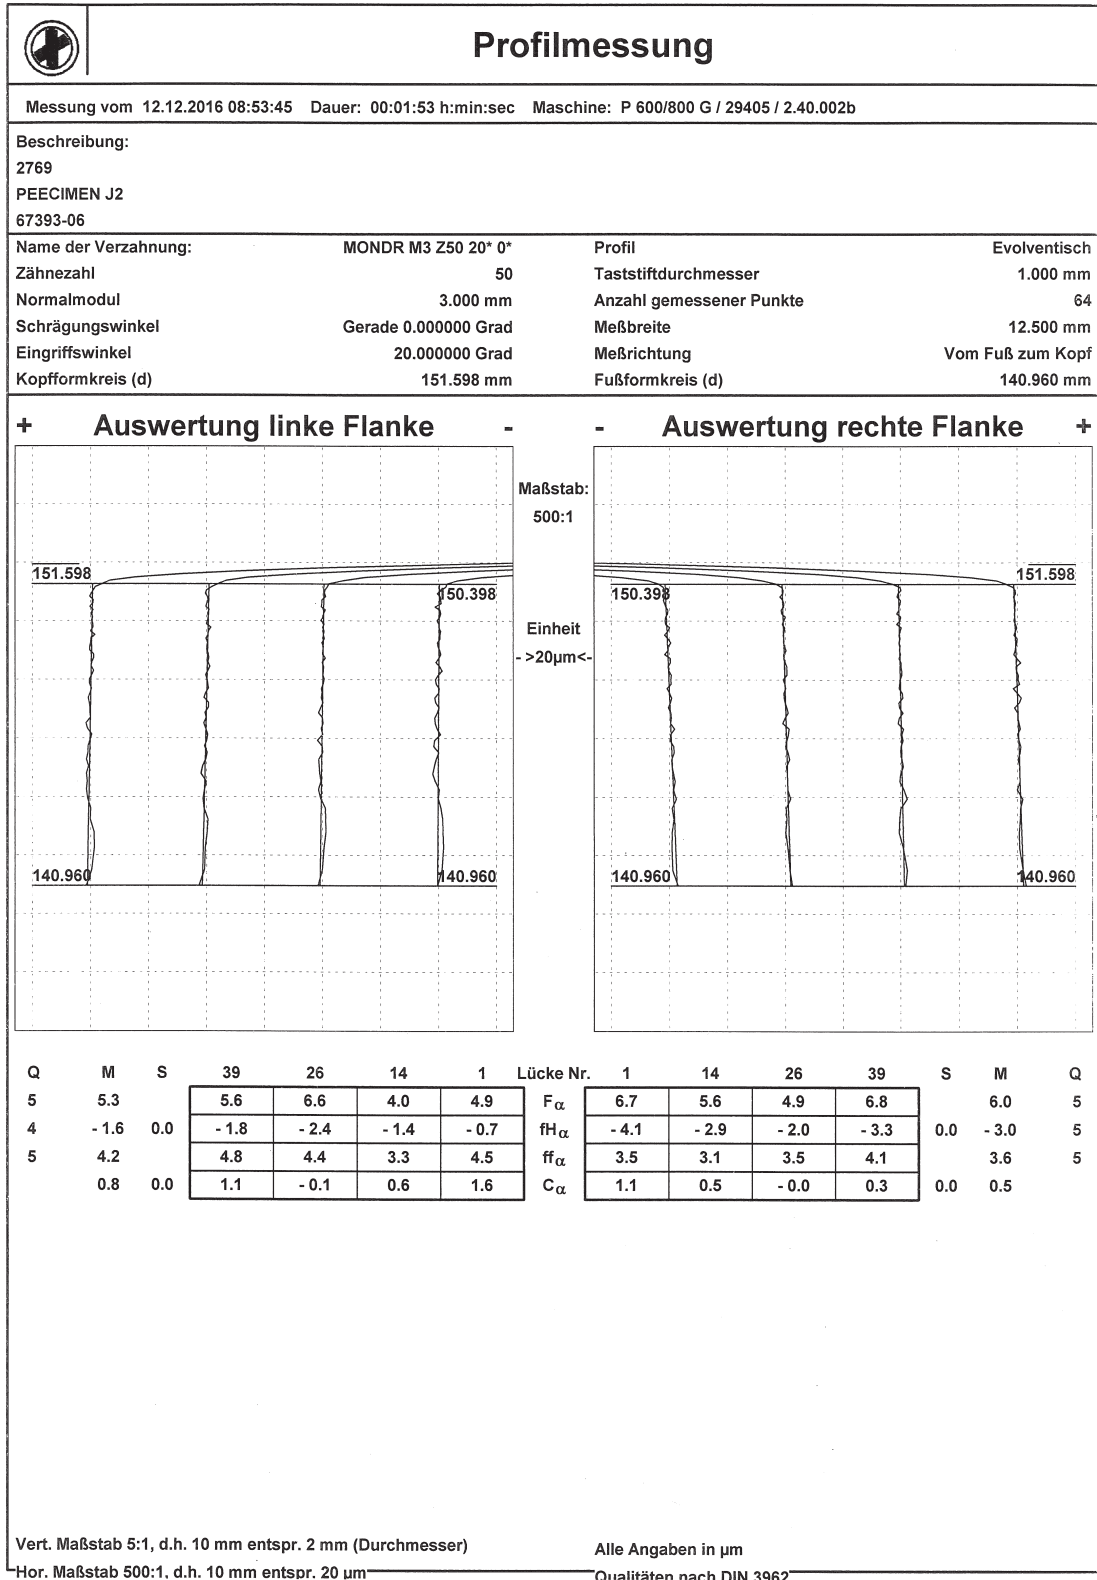 Profilmessung
Messung vom 12.12.2016 08:53:45 Dauer: 00:01:53 h:min:sec Maschine: P 600/800 G / 29405 / 2.40.002b
Beschreibung:
2769
PEECIMEN J2
67393-06
Name der Verzahnung: MONDR M3 Z50 20* 0* Profil Evolventisch
Zähnezahl 50 Taststiftdurchmesser 1.000 mm
Normalmodul 3.000 mm Anzahl gemessener Punkte 64
Schrägungswinkel Gerade 0.000000 Grad Meßbreite 12.500 mm
Eingriffswinkel 20.000000 Grad Meßrichtung Vom Fuß zum Kopf
Kopfformkreis (d) 151.598 mm Fußformkreis (d) 140.960 mm
+ Auswertung linke Flanke - - Auswertung rechte Flanke +
Maßstab:
500:1
151.598 151.598
150.398 150.398
Einheit
- >20µm<-
140.960 140.960 140.960 140.960
Q M S 39 26 14 1 Lücke Nr. 1 14 26 39 S M Q
5 5.3 5.6 6.6 4.0 4.9 Fα 6.7 5.6 4.9 6.8 6.0 5
4 - 1.6 0.0 - 1.8 - 2.4 - 1.4 - 0.7 fHα - 4.1 - 2.9 - 2.0 - 3.3 0.0 - 3.0 5
5 4.2 4.8 4.4 3.3 4.5 ffα 3.5 3.1 3.5 4.1 3.6 5
0.8 0.0 1.1 - 0.1 0.6 1.6 Cα 1.1 0.5 - 0.0 0.3 0.0 0.5
Vert. Maßstab 5:1, d.h. 10 mm entspr. 2 mm (Durchmesser) Alle Angaben in µm
Hor. Maßstab 500:1, d.h. 10 mm entspr. 20 µm Qualitäten nach DIN 3962